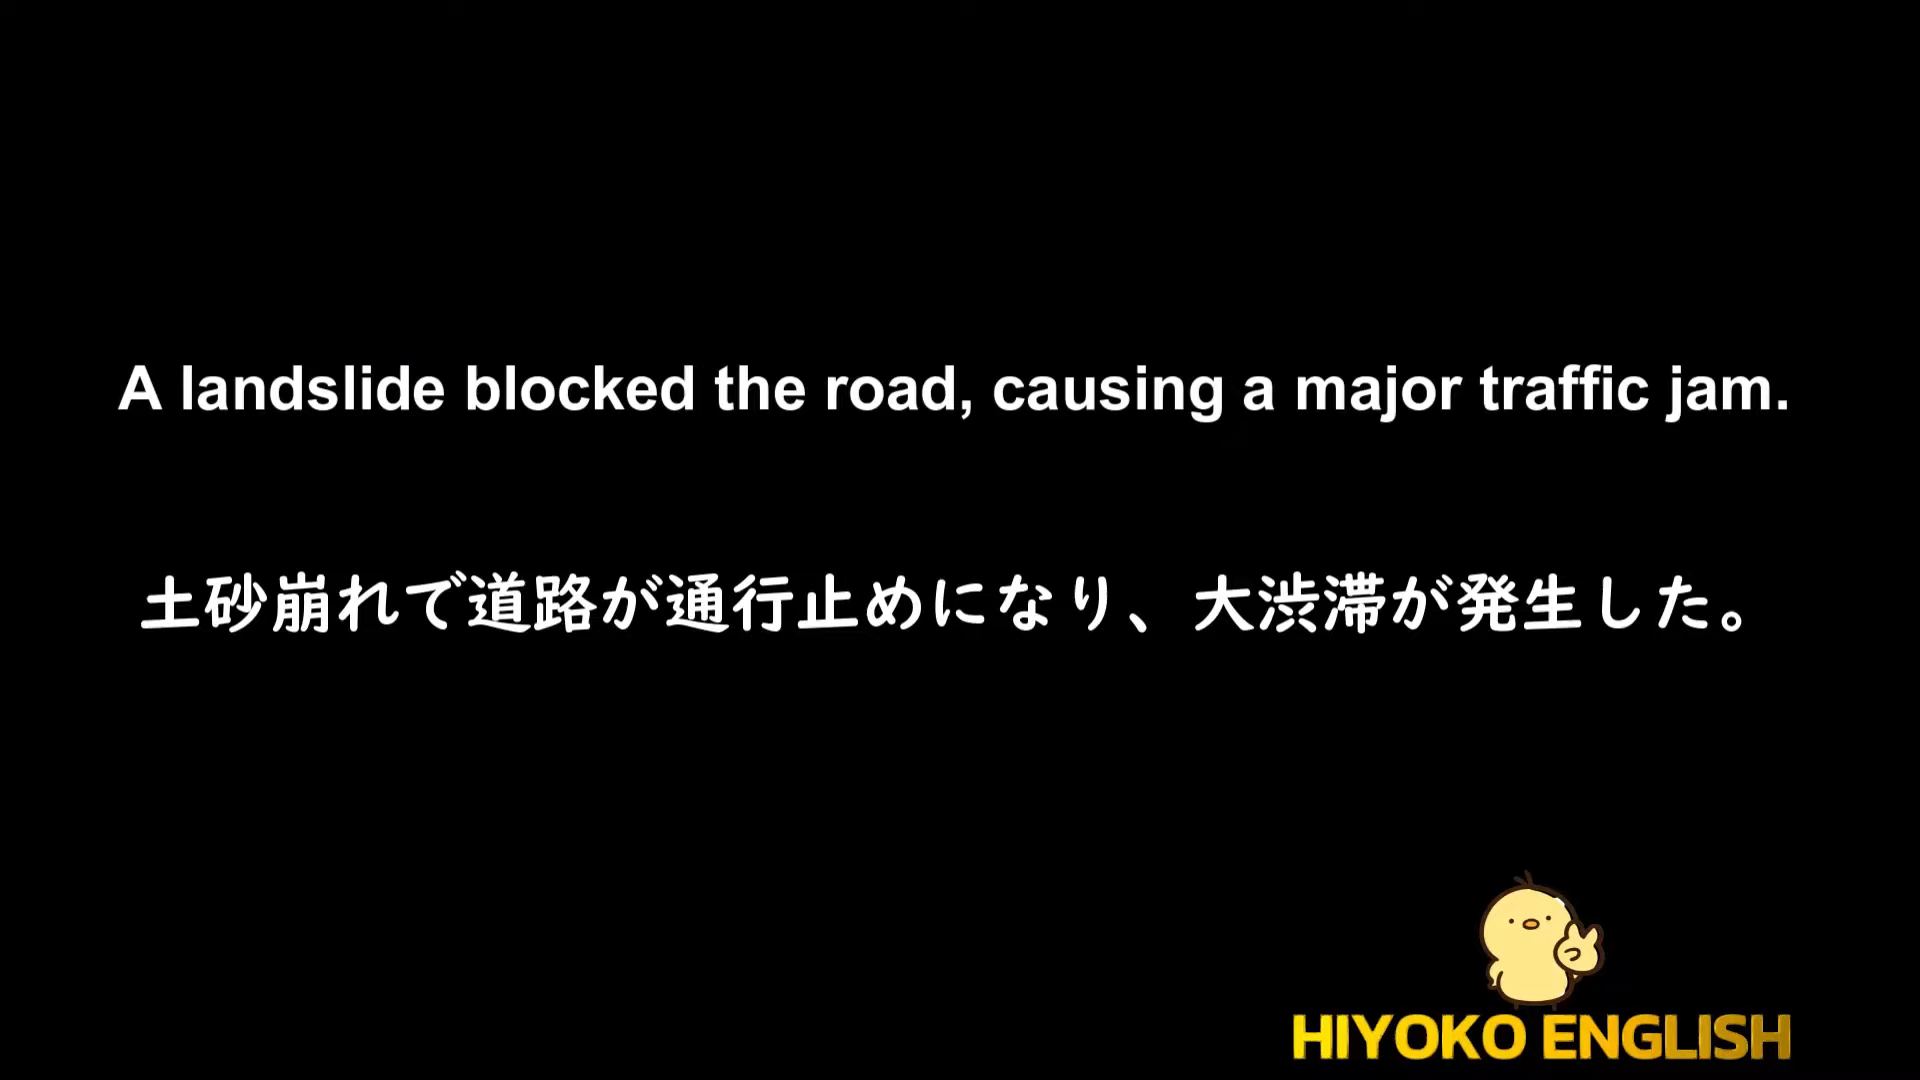 A landslide blocked the road, causing a major traffic jam.
土砂崩れで道路が通行止めになり、大渋滞が発生した。
HIYOKO ENGLISH